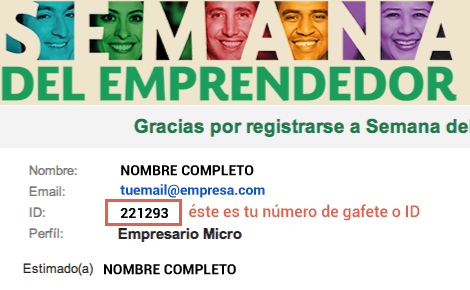 SEMANA
DEL EMPRENDEDOR
Gracias por registrarse a Semana del
Nombre: NOMBRE COMPLETO
Email: tuemail@empresa.com
ID: 221293 éste es tu número de gafete o ID
Perfíl: Empresario Micro
Estimado(a) NOMBRE COMPLETO